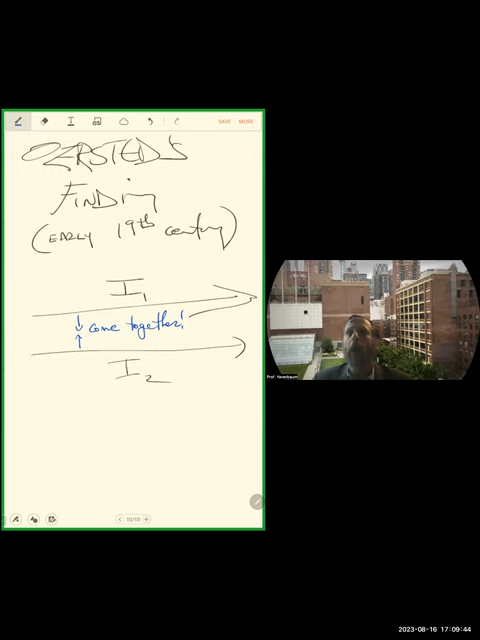 SAVE MORE
OERSTED'S
FINDING
(EARLY 19th century)
I1
come together!
I2
10/10
Prof. Yaverbaum
2023-08-16 17:09:44